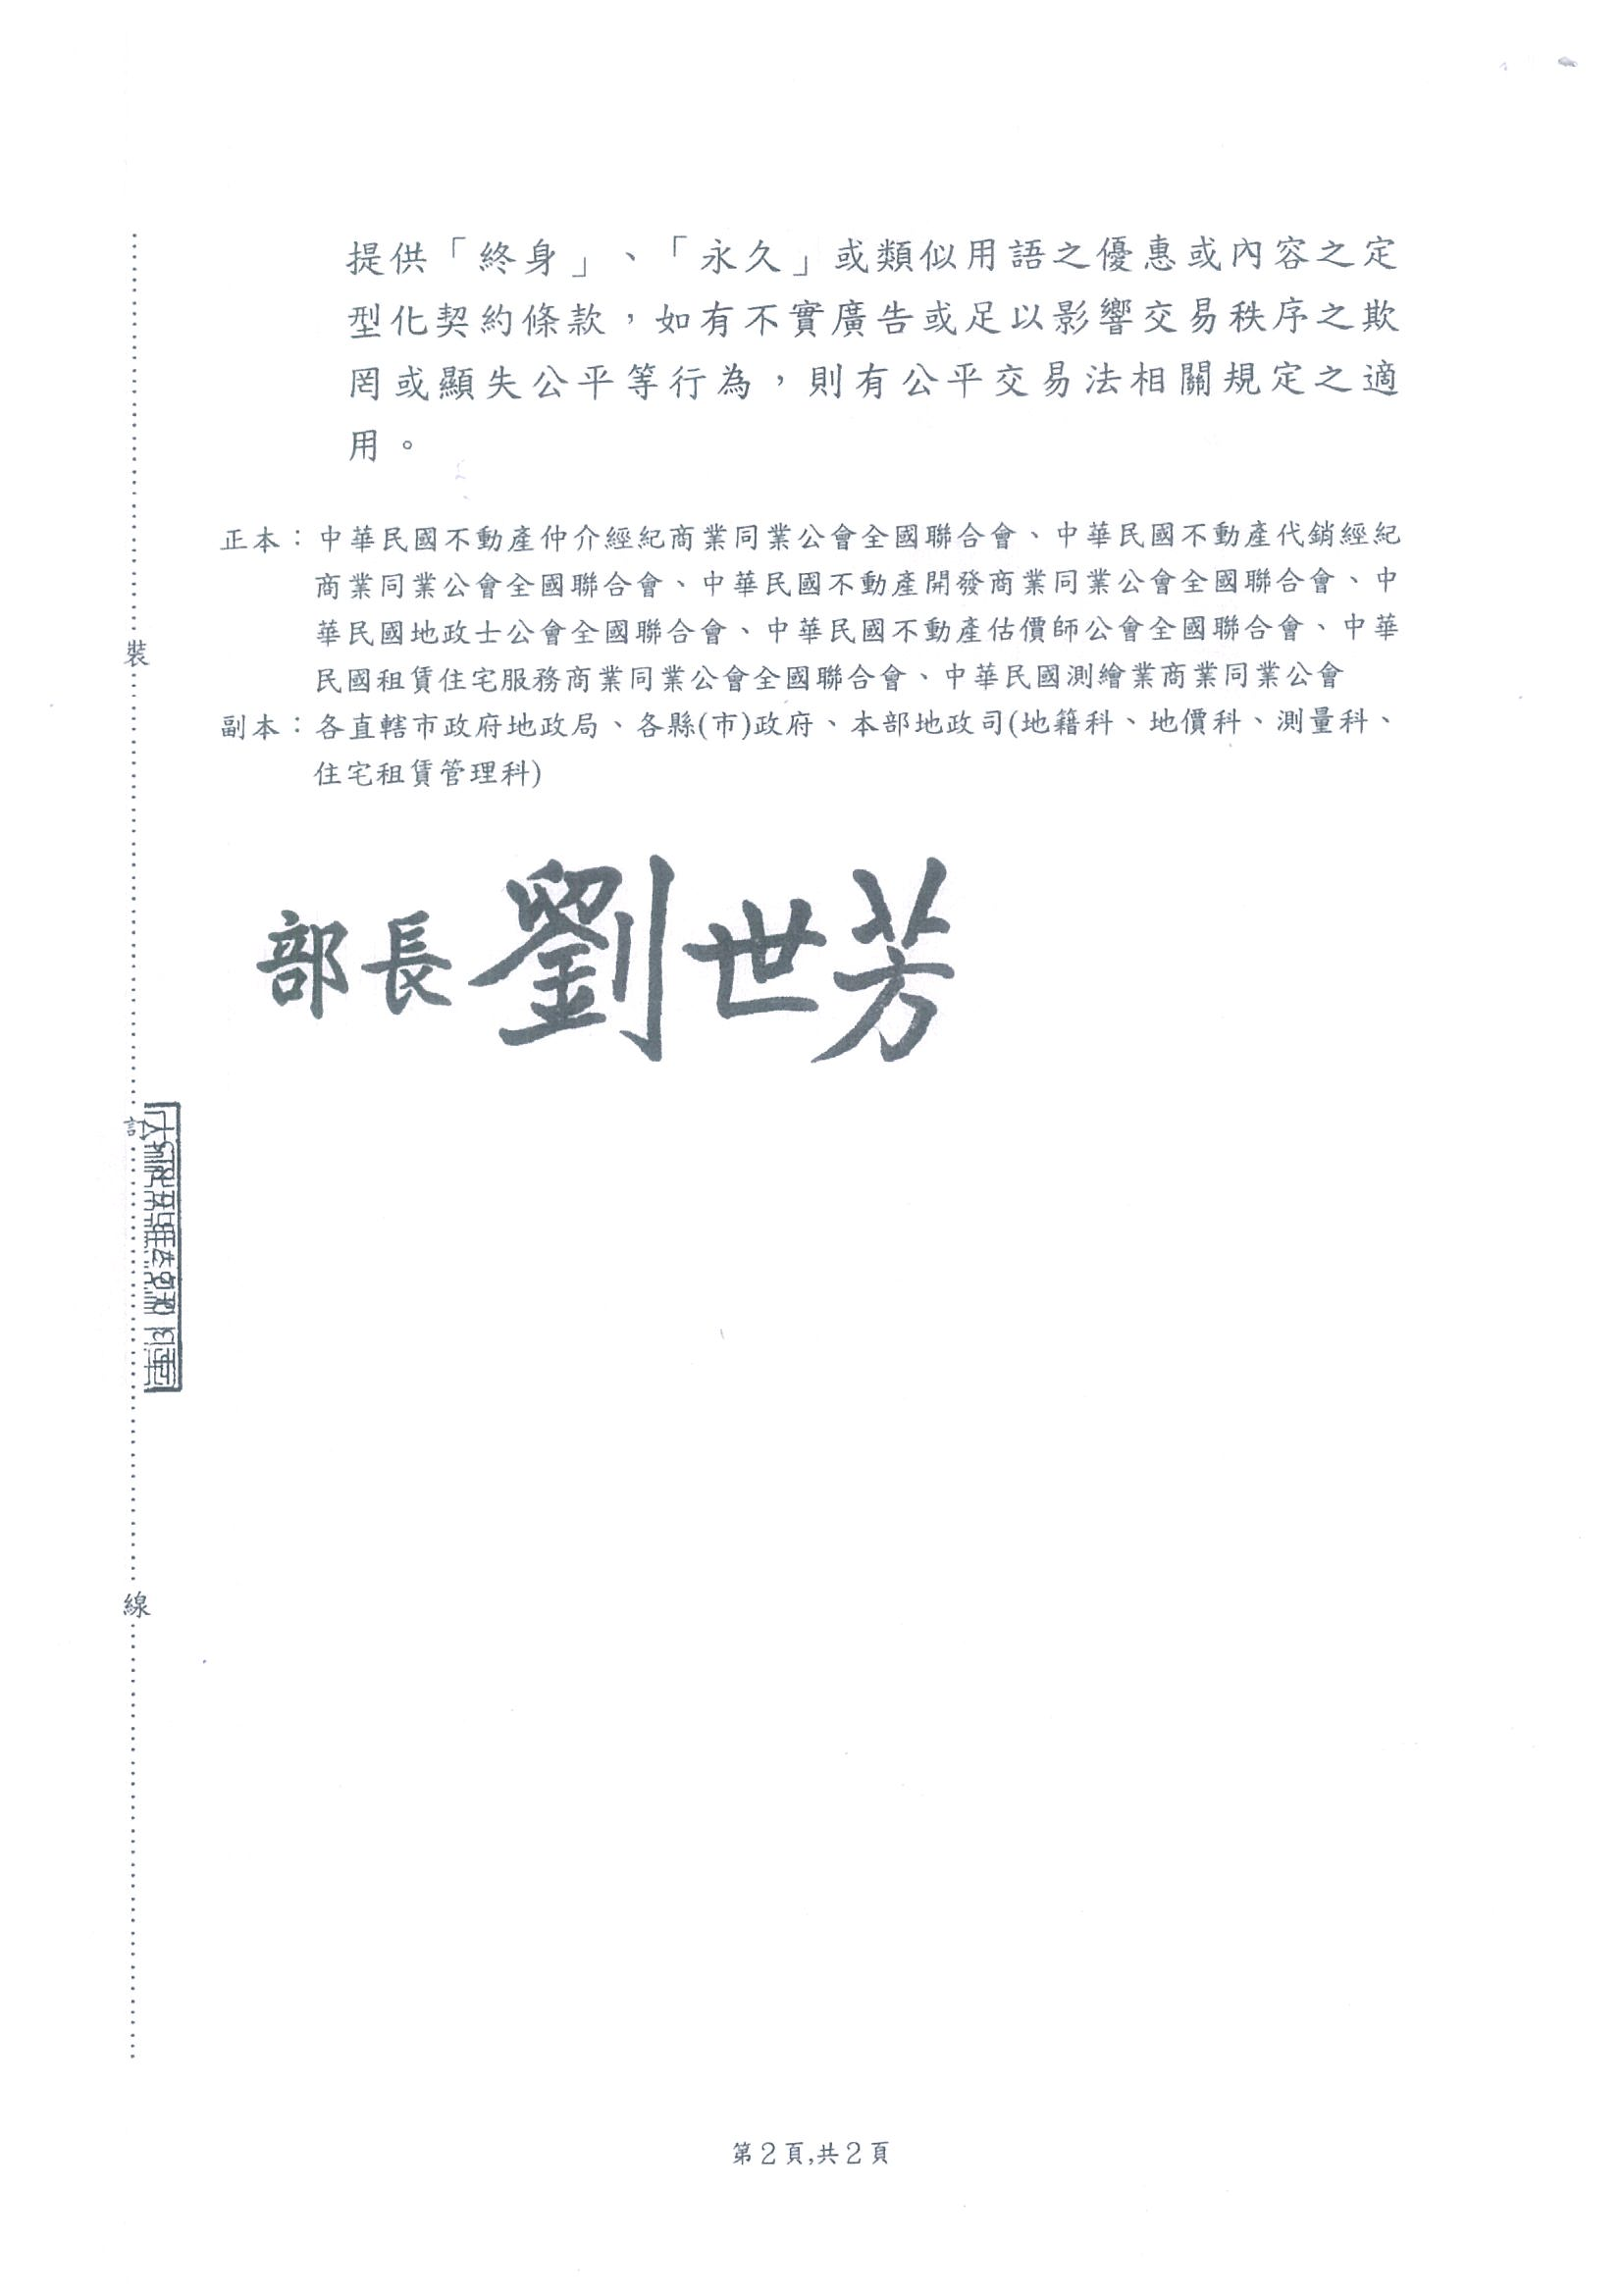 提供「終身」、「永久」或類似用語之優惠或內容之定
型化契約條款，如有不實廣告或足以影響交易秩序之欺
罔或顯失公平等行為，則有公平交易法相關規定之適
用。
正本：中華民國不動產仲介經紀商業同業公會全國聯合會、中華民國不動產代銷經紀
商業同業公會全國聯合會、中華民國不動產開發商業同業公會全國聯合會、中
華民國地政士公會全國聯合會、中華民國不動產估價師公會全國聯合會、中華
民國租賃住宅服務商業同業公會全國聯合會、中華民國測繪業商業同業公會
副本：各直轄市政府地政局、各縣(市)政府、本部地政司(地籍科、地價科、測量科、
住宅租賃管理科)
部長劉世芳
裝
訂
線
第2頁,共2頁